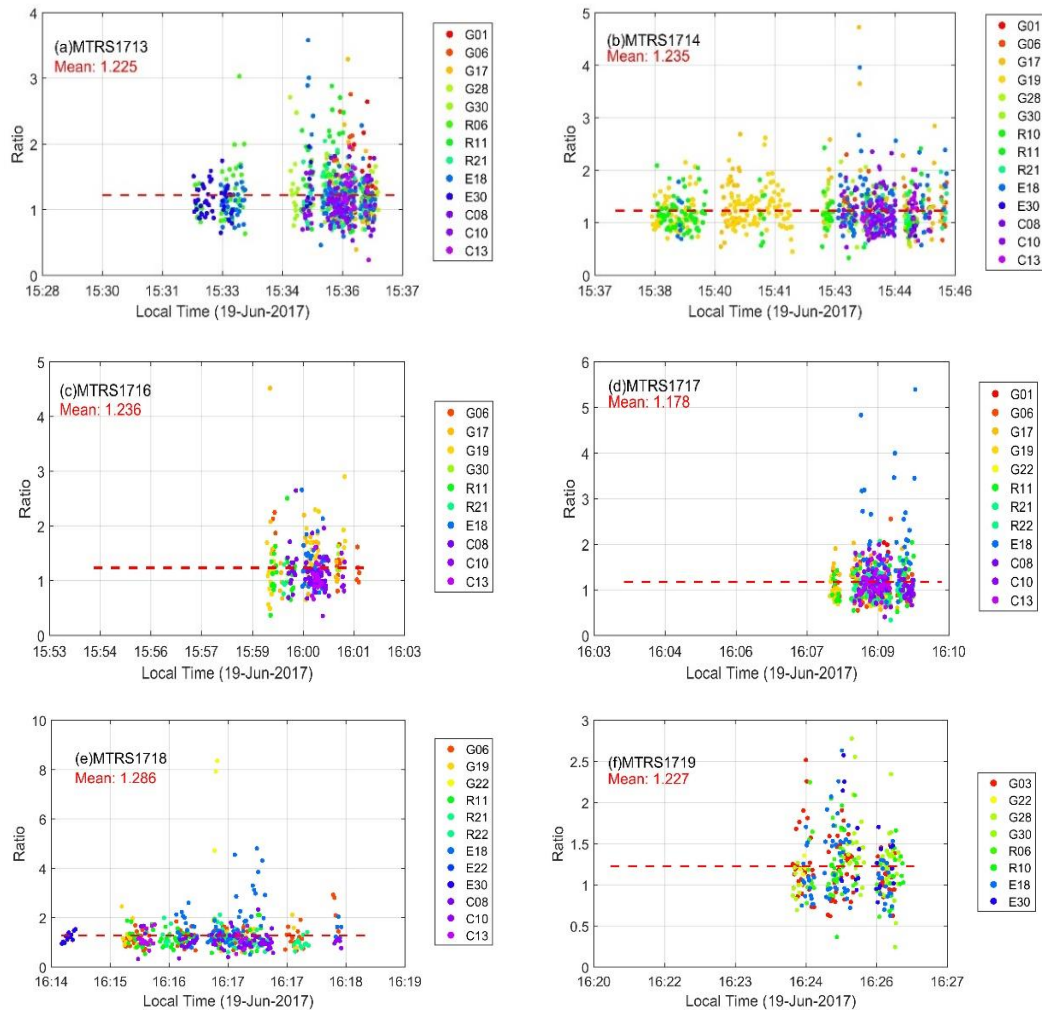 (a)MTRS1713
Mean: 1.225
4
3
2
1
0
Ratio
15:28 15:30 15:31 15:33 15:34 15:36 15:37
Local Time (19-Jun-2017)
G01
G06
G17
G28
G30
R06
R11
R21
E18
E30
C08
C10
C13
(b)MTRS1714
Mean: 1.235
5
4
3
2
1
0
Ratio
15:37 15:38 15:40 15:41 15:43 15:44 15:46
Local Time (19-Jun-2017)
G01
G06
G17
G19
G28
G30
R10
R11
R21
E18
E30
C08
C10
C13
(c)MTRS1716
Mean: 1.236
5
4
3
2
1
0
Ratio
15:53 15:54 15:56 15:57 15:59 16:00 16:01 16:03
Local Time (19-Jun-2017)
G06
G17
G19
G30
R11
R21
E18
C08
C10
C13
(d)MTRS1717
Mean: 1.178
6
5
4
3
2
1
0
Ratio
16:03 16:04 16:06 16:07 16:09 16:10
Local Time (19-Jun-2017)
G01
G06
G17
G19
G22
R11
R21
R22
E18
C08
C10
C13
(e)MTRS1718
Mean: 1.286
10
8
6
4
2
0
Ratio
16:14 16:15 16:16 16:17 16:17 16:18 16:19
Local Time (19-Jun-2017)
G06
G19
G22
R11
R21
R22
E18
E22
E30
C08
C10
C13
(f)MTRS1719
Mean: 1.227
3
2.5
2
1.5
1
0.5
0
Ratio
16:20 16:22 16:23 16:24 16:26 16:27
Local Time (19-Jun-2017)
G03
G22
G28
G30
R06
R10
E18
E30